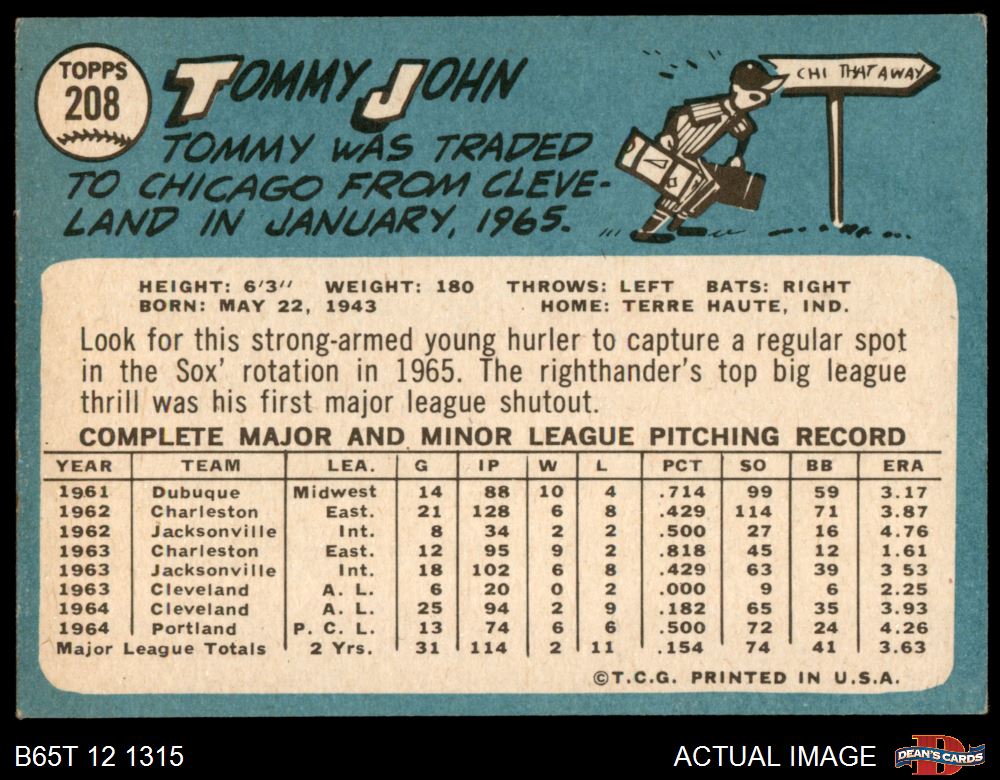 TOPPS
208
TOMMY JOHN
CHI THATAWAY
TOMMY WAS TRADED
TO CHICAGO FROM CLEVE-
LAND IN JANUARY, 1965.
HEIGHT: 6'3" WEIGHT: 180 THROWS: LEFT BATS: RIGHT
BORN: MAY 22, 1943 HOME: TERRE HAUTE, IND.
Look for this strong-armed young hurler to capture a regular spot
in the Sox' rotation in 1965. The righthander's top big league
thrill was his first major league shutout.
COMPLETE MAJOR AND MINOR LEAGUE PITCHING RECORD
YEAR TEAM LEA. G IP W L PCT SO BB ERA
1961 Dubuque Midwest 14 88 10 4 .714 99 59 3.17
1962 Charleston East. 21 128 6 8 .429 114 71 3.87
1962 Jacksonville Int. 8 34 2 2 .500 27 16 4.76
1963 Charleston East. 12 95 9 2 .818 45 12 1.61
1963 Jacksonville Int. 18 102 6 8 .429 63 39 3 53
1963 Cleveland A. L. 6 20 0 2 .000 9 6 2.25
1964 Cleveland A. L. 25 94 2 9 .182 65 35 3.93
1964 Portland P. C. L. 13 74 6 6 .500 72 24 4.26
Major League Totals 2 Yrs. 31 114 2 11 .154 74 41 3.63
©T.C.G. PRINTED IN U.S.A.
B65T 12 1315 ACTUAL IMAGE
D
DEAN'S CARDS